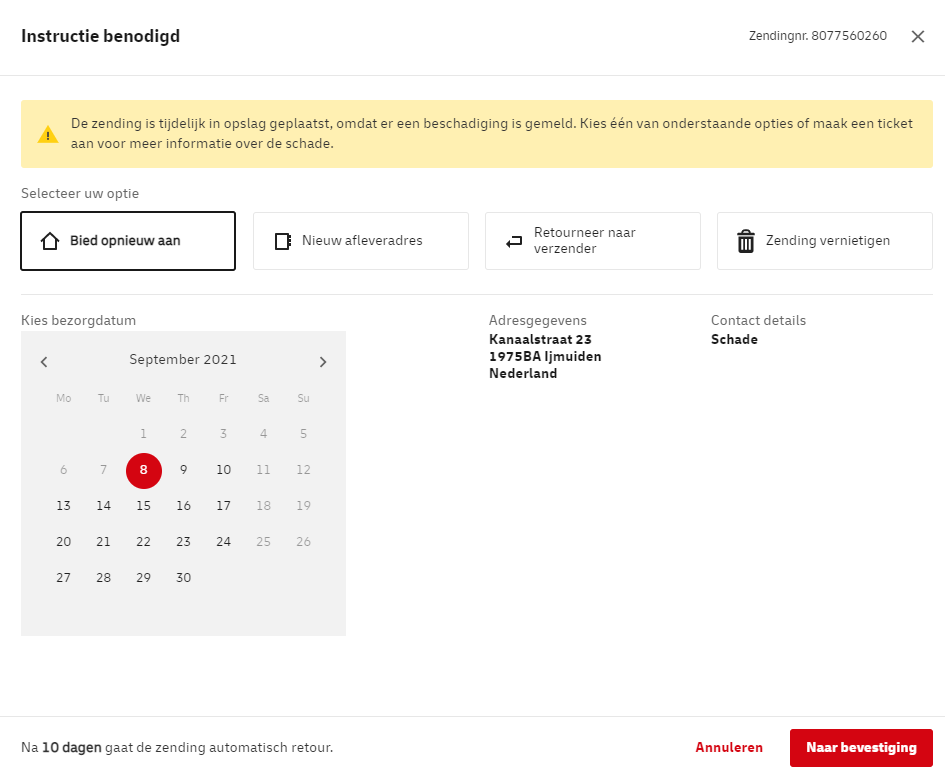 Instructie benodigd
Zendingnr. 8077560260
De zending is tijdelijk in opslag geplaatst, omdat er een beschadiging is gemeld. Kies één van onderstaande opties of maak een ticket
aan voor meer informatie over de schade.
Selecteer uw optie
Bied opnieuw aan
Nieuw afleveradres
Retourneer naar
verzender
Zending vernietigen
Kies bezorgdatum
September 2021
Mo Tu We Th Fr Sa Su
1 2 3 4 5
6 7 8 9 10 11 12
13 14 15 16 17 18 19
20 21 22 23 24 25 26
27 28 29 30
Adresgegevens
Kanaalstraat 23
1975BA Ijmuiden
Nederland
Contact details
Schade
Na 10 dagen gaat de zending automatisch retour.
Annuleren
Naar bevestiging